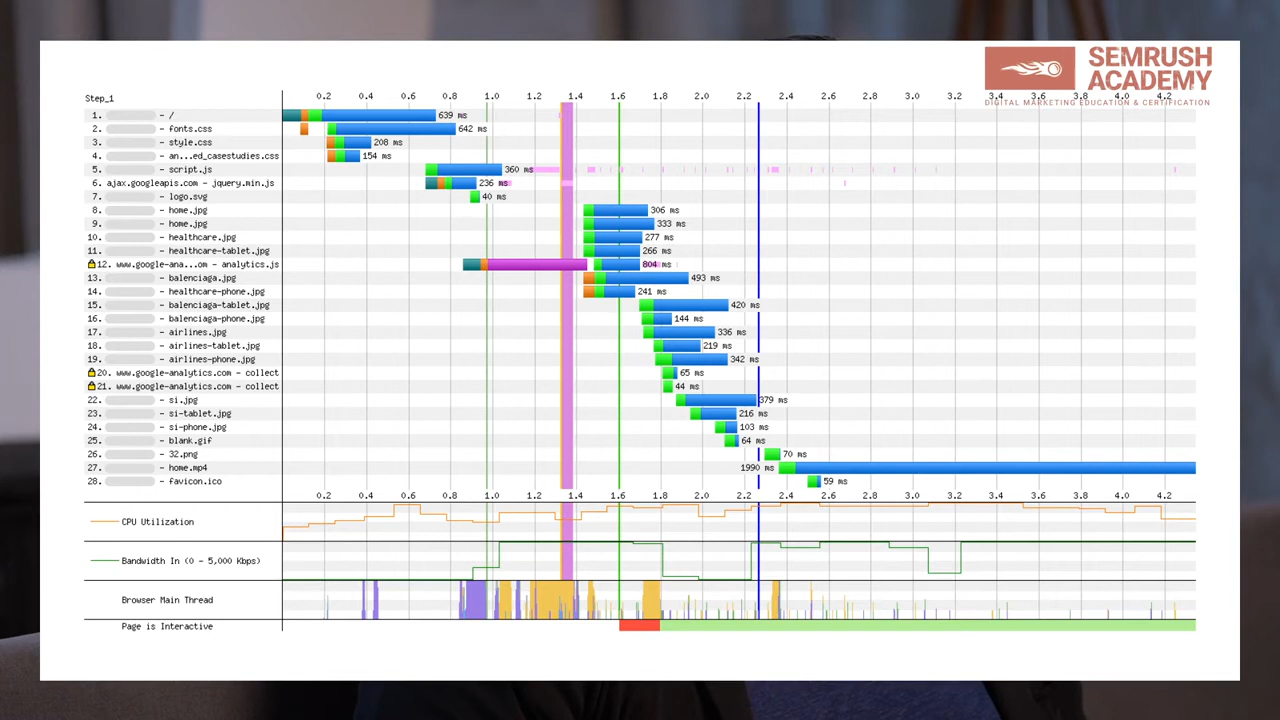 SEMRUSH
ACADEMY
DIGITAL MARKETING EDUCATION & CERTIFICATION
Step_1 0.2 0.4 0.6 0.8 1.0 1.2 1.4 1.6 1.8 2.0 2.2 2.4 2.6 2.8 3.0 3.2 3.4 3.6 3.8 4.0 4.2
1. - / 639 ms
2. - fonts.css 642 ms
3. - style.css 208 ms
4. - an...ed_casestudies.css 154 ms
5. - script.js 360 ms
6. ajax.googleapis.com - jquery.min.js 236 ms
7. - logo.svg 40 ms
8. - home.jpg 306 ms
9. - home.jpg 333 ms
10. - healthcare.jpg 277 ms
11. - healthcare-tablet.jpg 266 ms
12. www.google-ana...om - analytics.js 804 ms
13. - balenciaga.jpg 493 ms
14. - healthcare-phone.jpg 241 ms
15. - balenciaga-tablet.jpg 420 ms
16. - balenciaga-phone.jpg 144 ms
17. - airlines.jpg 336 ms
18. - airlines-tablet.jpg 219 ms
19. - airlines-phone.jpg 342 ms
20. www.google-analytics.com - collect 65 ms
21. www.google-analytics.com - collect 44 ms
22. - si.jpg 379 ms
23. - si-tablet.jpg 216 ms
24. - si-phone.jpg 103 ms
25. - blank.gif 64 ms
26. - 32.png 70 ms
27. - home.mp4 1990 ms
28. - favicon.ico 59 ms
0.2 0.4 0.6 0.8 1.0 1.2 1.4 1.6 1.8 2.0 2.2 2.4 2.6 2.8 3.0 3.2 3.4 3.6 3.8 4.0 4.2
CPU Utilization
Bandwidth In (0 - 5,000 Kbps)
Browser Main Thread
Page is Interactive